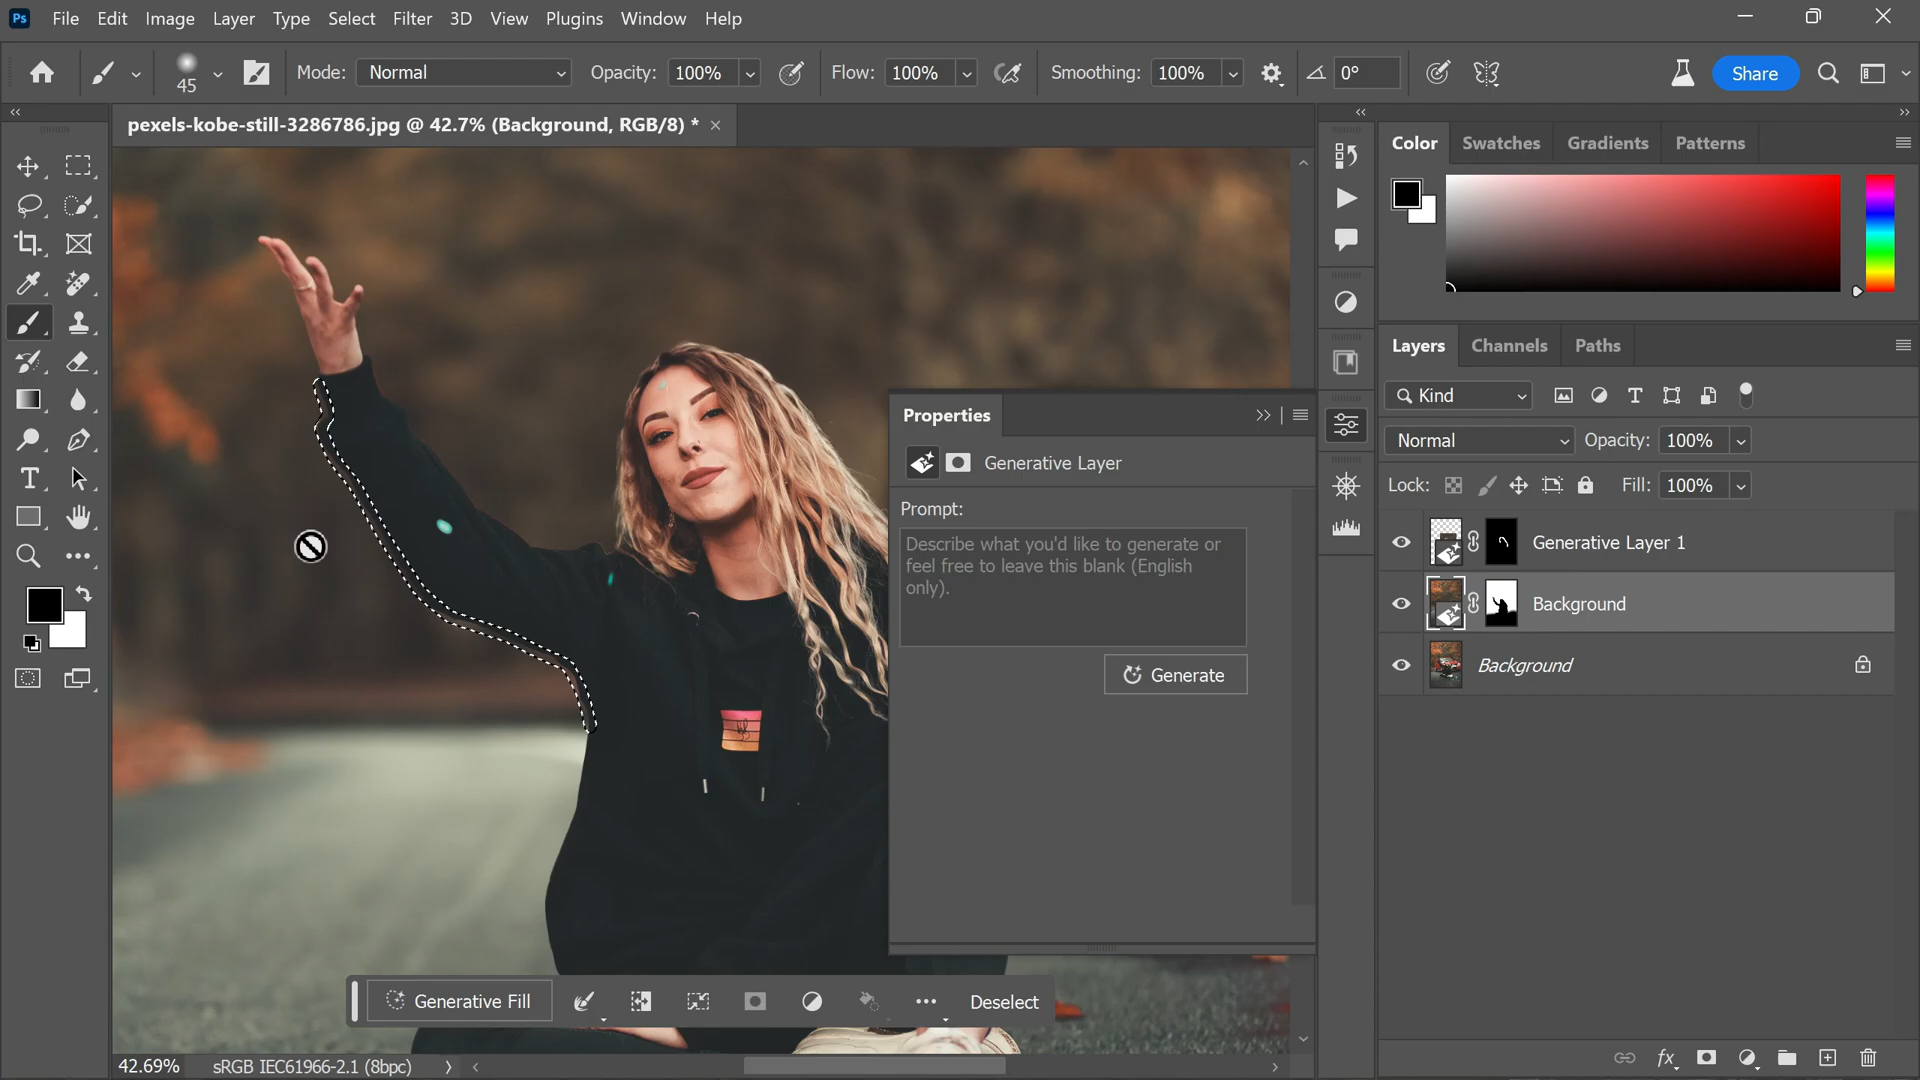 Ps File Edit Image Layer Type Select Filter 3D View Plugins Window Help
45 Mode: Normal Opacity: 100% Flow: 100% Smoothing: 100% 0° Share
pexels-kobe-still-3286786.jpg @ 42.7% (Background, RGB/8) *
Color Swatches Gradients Patterns
Layers Channels Paths
Kind
Normal Opacity: 100%
Lock: Fill: 100%
Generative Layer 1
Background
Background
Properties
Generative Layer
Prompt:
Describe what you'd like to generate or
feel free to leave this blank (English
only).
Generate
Generative Fill Deselect
42.69% sRGB IEC61966-2.1 (8bpc)